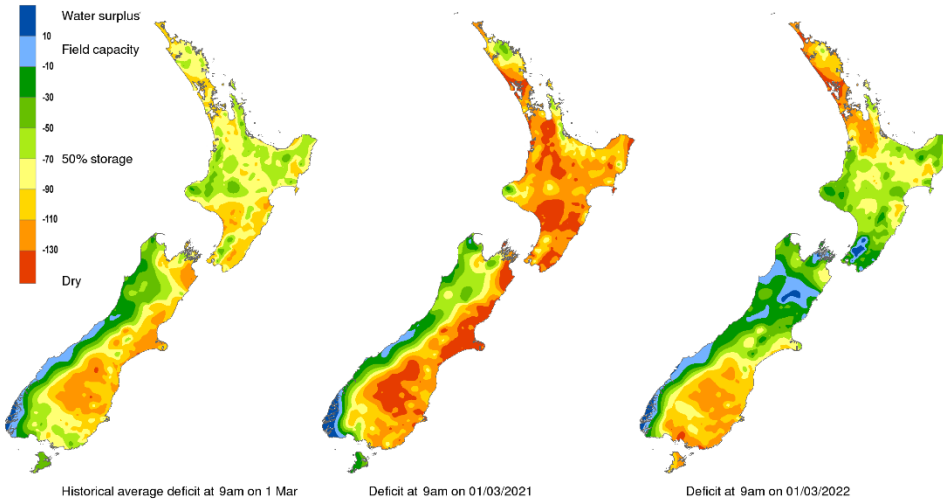 Water surplus
10
Field capacity
-10
-30
-50
50% storage
-70
-90
-110
-130
Dry
Historical average deficit at 9am on 1 Mar
Deficit at 9am on 01/03/2021
Deficit at 9am on 01/03/2022